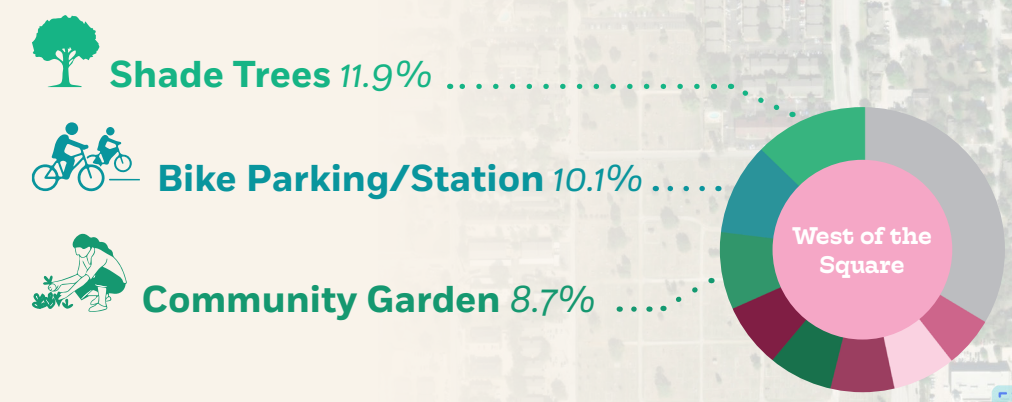 Shade Trees 11.9%
Bike Parking/Station 10.1%
Community Garden 8.7%
West of the
Square